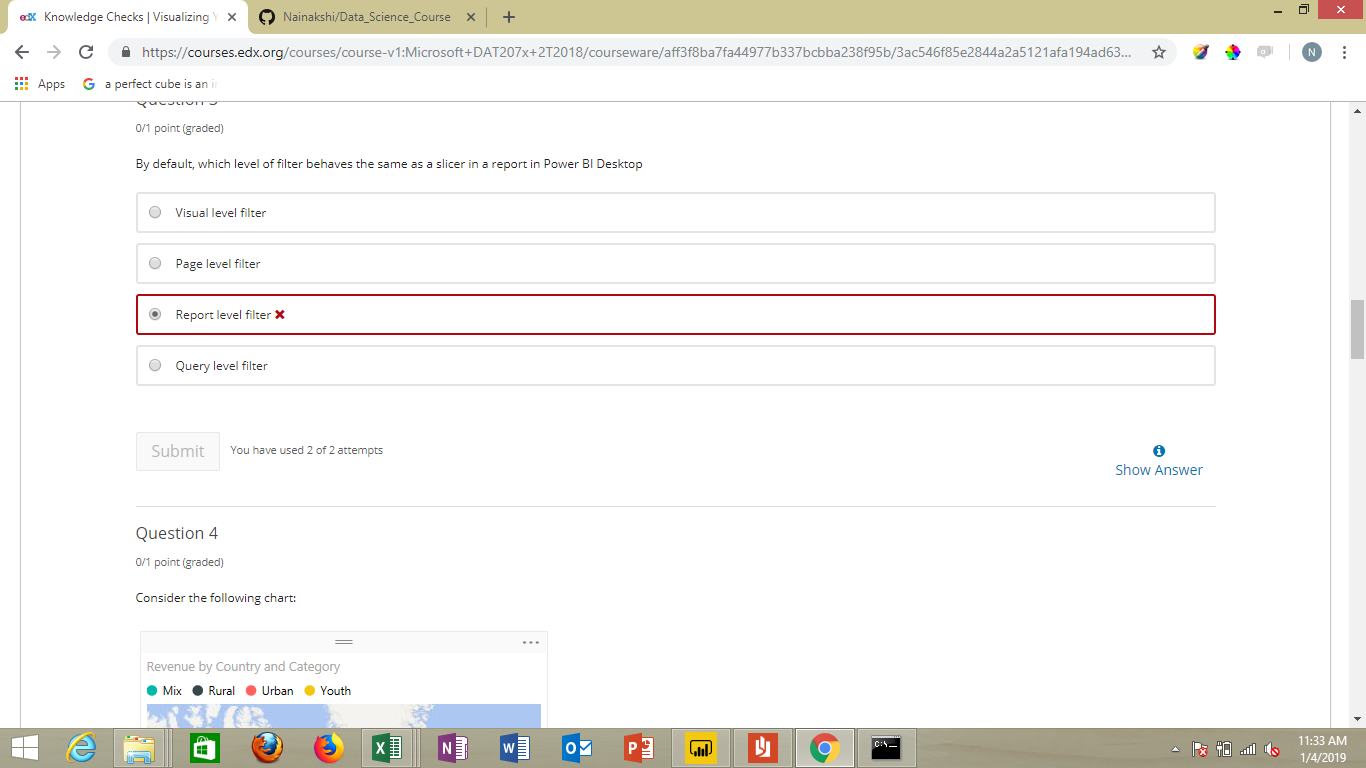 edX Knowledge Checks | Visualizing Y
Nainakshi/Data_Science_Course
https://courses.edx.org/courses/course-v1:Microsoft+DAT207x+2T2018/courseware/aff3f8ba7fa44977b337bcbba238f95b/3ac546f85e2844a2a5121afa194ad63...
N
Apps
G a perfect cube is an i
Question 3
0/1 point (graded)
By default, which level of filter behaves the same as a slicer in a report in Power BI Desktop
Visual level filter
Page level filter
Report level filter
Query level filter
Submit
You have used 2 of 2 attempts
Show Answer
Question 4
0/1 point (graded)
Consider the following chart:
Revenue by Country and Category
Mix Rural Urban Youth
11:33 AM
1/4/2019